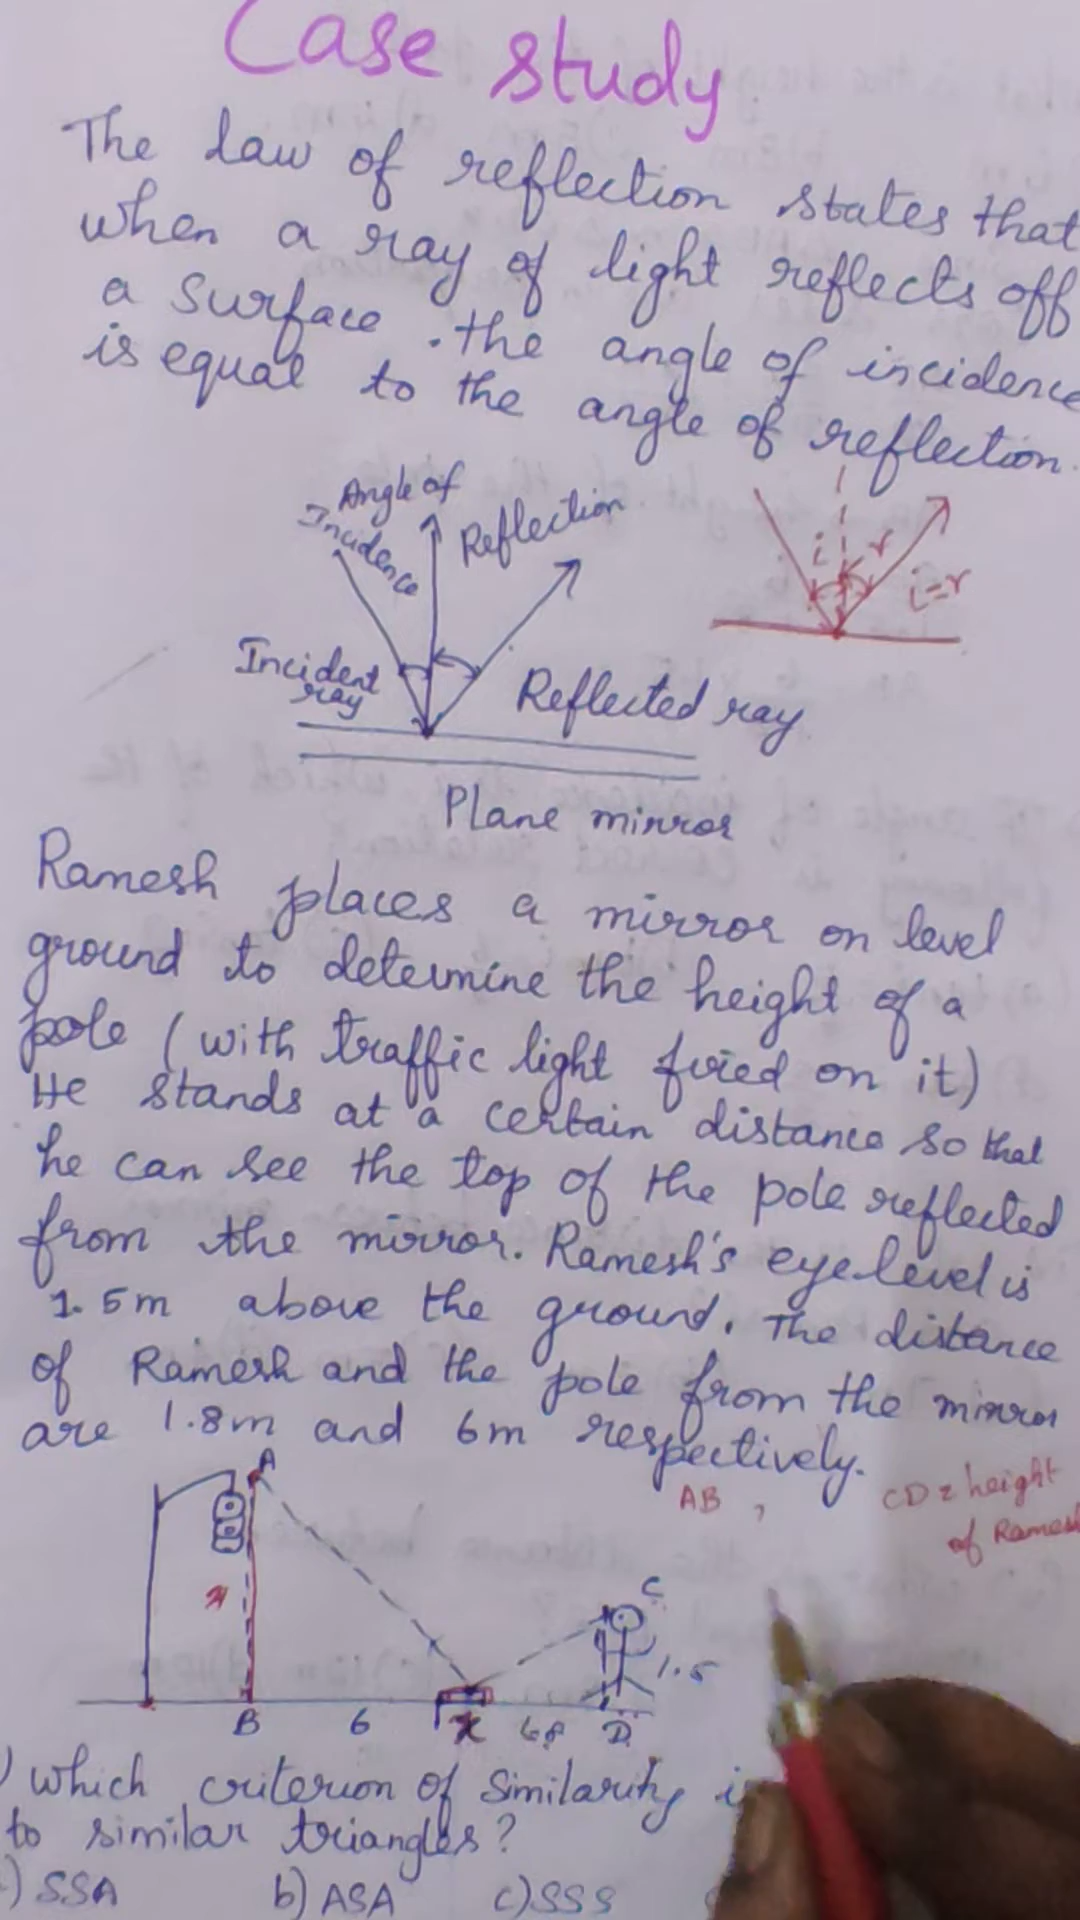 Case study
The law of reflection states that
when a ray of light reflects off
a surface. the angle of incidence
is equal to the angle of reflection.
Angle of
Incidence
Reflection
i r
i=r
Incident
ray
Reflected ray
Plane mirror
Ramesh places a mirror on level
ground to determine the height of a
pole (with traffic light fixed on it)
He stands at a certain distance so that
he can see the top of the pole reflected
from the mirror. Ramesh's eye level is
1.5m above the ground. The distance
of Ramesh and the pole from the mirror
are 1.8m and 6m respectively.
A
AB ,
CD = height
of Ramesh
C
1.5
B 6 D
) which criterion of Similarity
to similar triangles?
) SSA b) ASA c) SSS